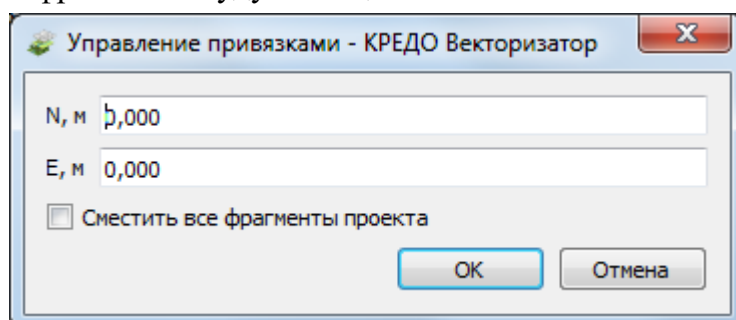 Управление привязками - КРЕДО Векторизатор
N, м 0,000
E, м 0,000
Сместить все фрагменты проекта
OK Отмена